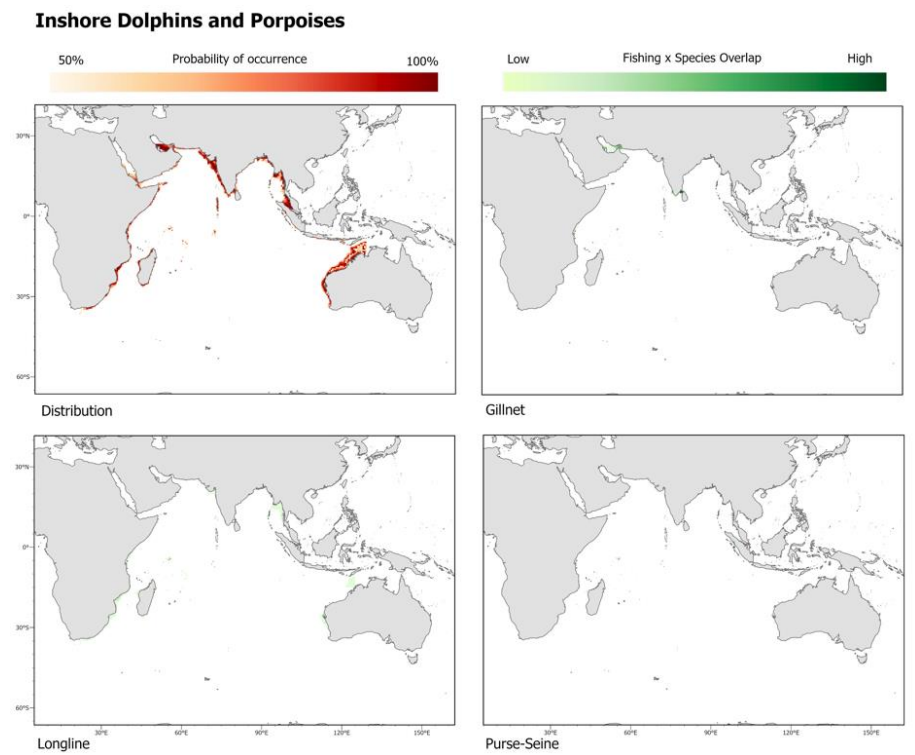 Inshore Dolphins and Porpoises
50% Probability of occurrence 100%
Low Fishing x Species Overlap High
30°N
0°
30°S
60°S
Distribution
Gillnet
30°N
0°
30°S
60°S
30°E 60°E 90°E 120°E 150°E
30°E 60°E 90°E 120°E 150°E
Longline
Purse-Seine